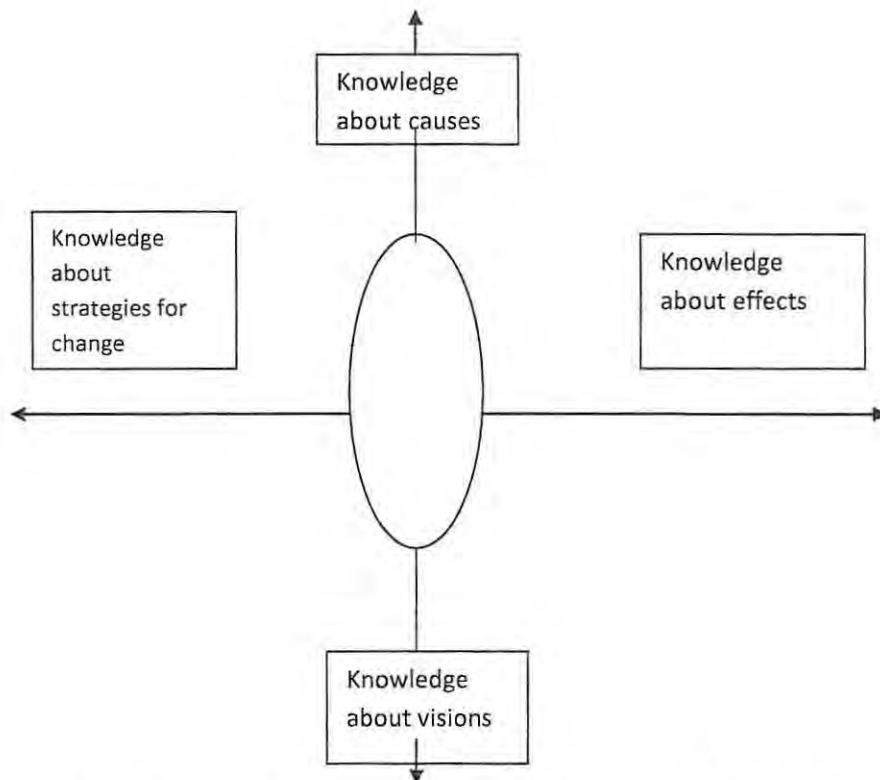 Knowledge
about causes
Knowledge
about
strategies for
change
Knowledge
about effects
Knowledge
about visions